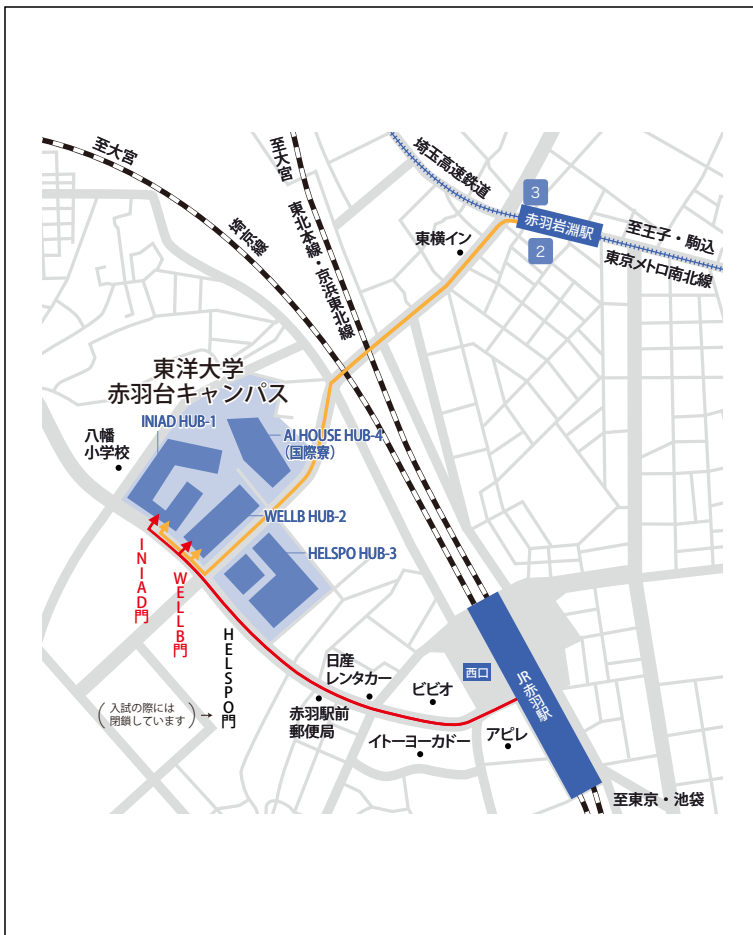 至大宮
至大宮
埼玉高速鉄道
3
赤羽岩淵駅
2
至王子・駒込
東京メトロ南北線
埼京線
東北本線・京浜東北線
東横イン
東洋大学
赤羽台キャンパス
INIAD HUB-1
八幡
小学校
AI HOUSE HUB-4
(国際寮)
WELLB HUB-2
HELSPO HUB-3
INIAD門
WELLB門
HELSPO門
入試の際には
閉鎖しています
→
日産
レンタカー
赤羽駅前
郵便局
ビビオ
イトーヨーカドー
アピレ
西口
JR赤羽駅
至東京・池袋